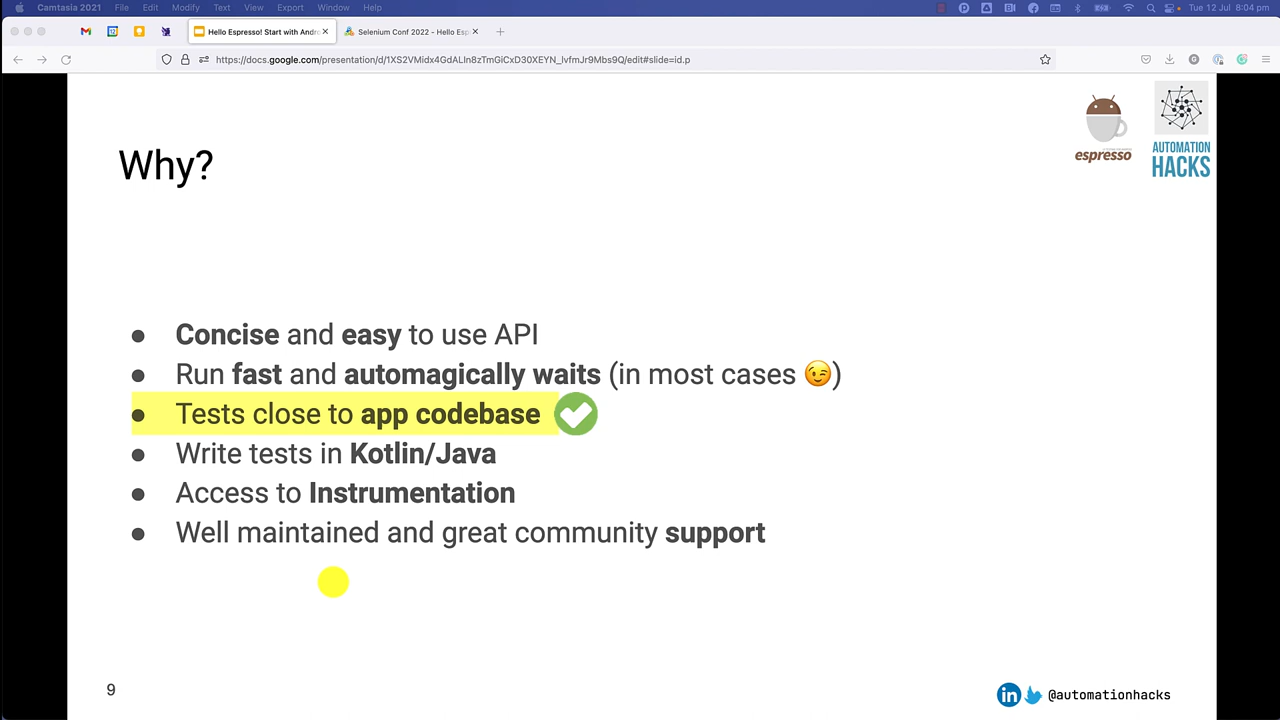 Camtasia 2021 File Edit Modify Text View Export Window Help Tue 12 Jul 8:04 pm
Hello Espresso! Start with Andro Selenium Conf 2022 - Hello Esp
https://docs.google.com/presentation/d/1XS2VMidx4GdALln8zTmGiCxD30XEYN_lvfmJr9Mbs9Q/edit#slide=id.p
espresso
AUTOMATION
HACKS
Why?
● Concise and easy to use API
● Run fast and automagically waits (in most cases 😉)
● Tests close to app codebase
● Write tests in Kotlin/Java
● Access to Instrumentation
● Well maintained and great community support
9
in @automationhacks